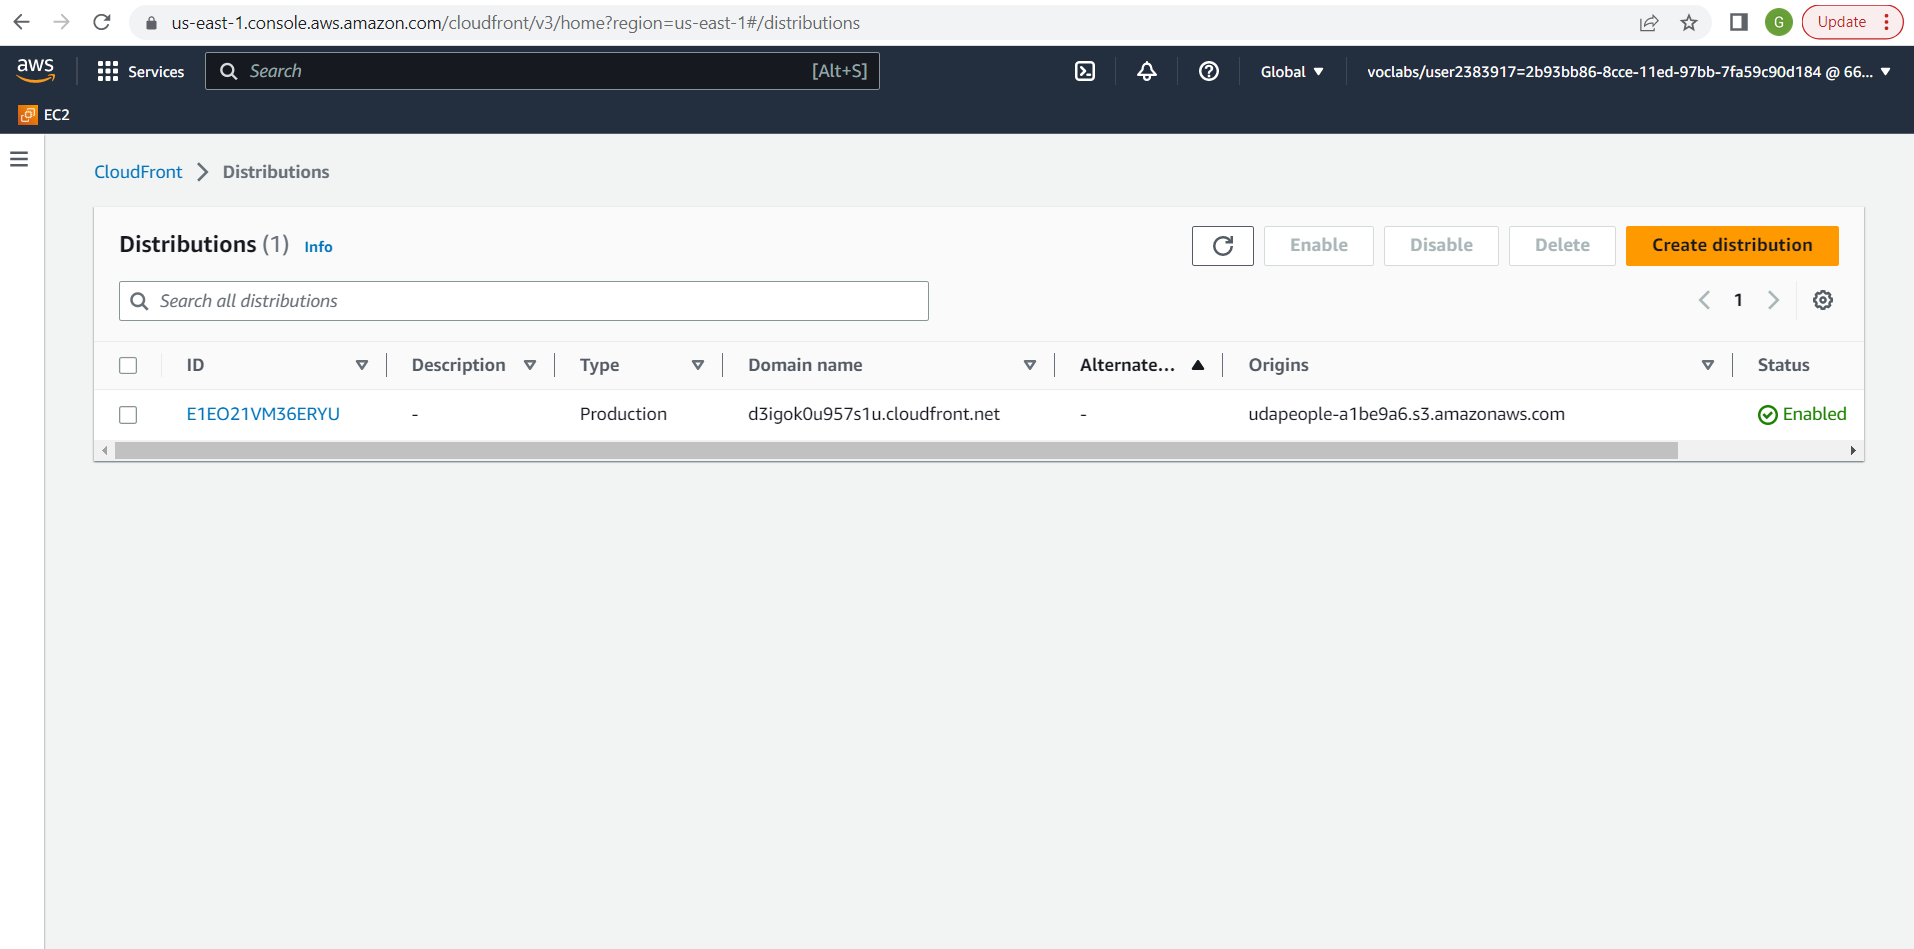 us-east-1.console.aws.amazon.com/cloudfront/v3/home?region=us-east-1#/distributions
G
Update
aws
Services
Search
[Alt+S]
Global
voclabs/user2383917=2b93bb86-8cce-11ed-97bb-7fa59c90d184 @ 66...
EC2
CloudFront
Distributions
Distributions (1) Info
Enable
Disable
Delete
Create distribution
Search all distributions
1
ID Description Type Domain name Alternate... Origins Status
E1EO21VM36ERYU - Production d3igok0u957s1u.cloudfront.net - udapeople-a1be9a6.s3.amazonaws.com Enabled